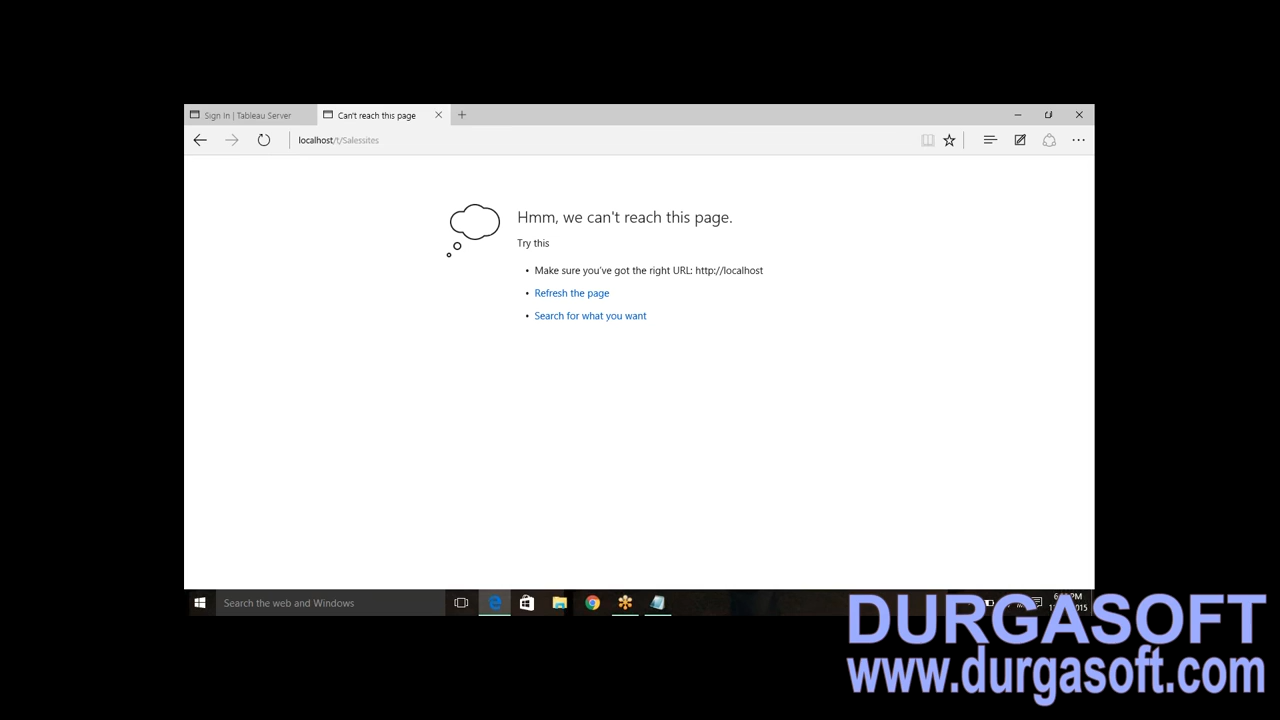 Sign In | Tableau Server
Can't reach this page
localhost/t/Salessites
Hmm, we can't reach this page.
Try this
• Make sure you've got the right URL: http://localhost
• Refresh the page
• Search for what you want
Search the web and Windows
DURGASOFT
www.durgasoft.com